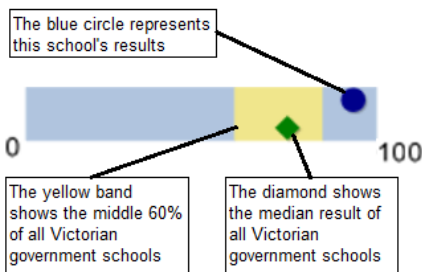 The blue circle represents
this school's results
0
100
The yellow band
shows the middle 60%
of all Victorian
government schools
The diamond shows
the median result of
all Victorian
government schools